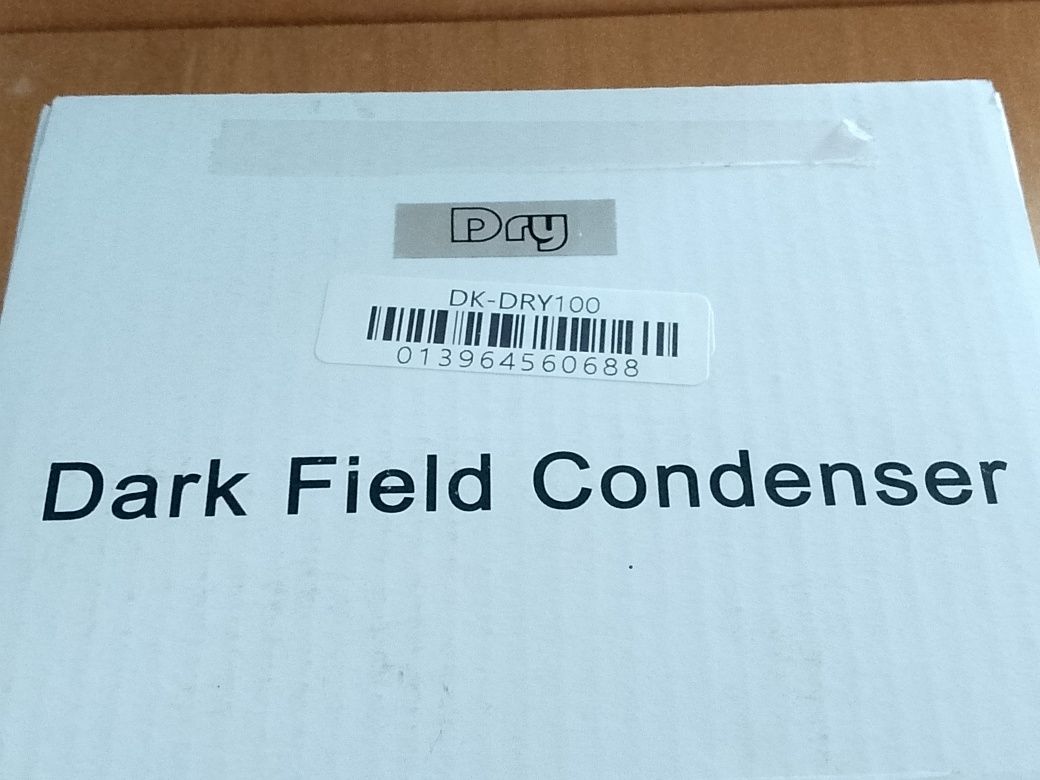 Dry
DK-DRY100
013964560688
Dark Field Condenser